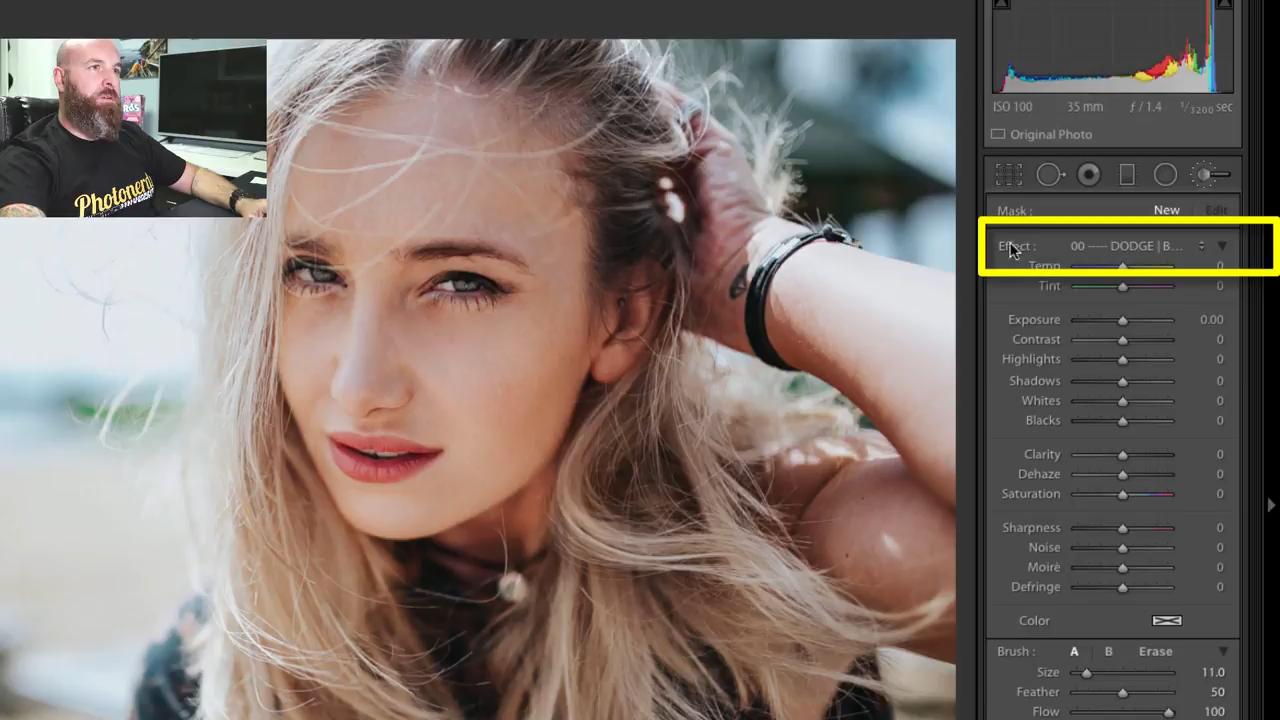 Photonerds
ISO 100 35 mm ƒ / 1.4 1/3200 sec
Original Photo
Mask : New Edit
Effect : 00 ---- DODGE | B...
Temp 0
Tint 0
Exposure 0.00
Contrast 0
Highlights 0
Shadows 0
Whites 0
Blacks 0
Clarity 0
Dehaze 0
Saturation 0
Sharpness 0
Noise 0
Moiré 0
Defringe 0
Color
Brush : A B Erase
Size 11.0
Feather 50
Flow 100